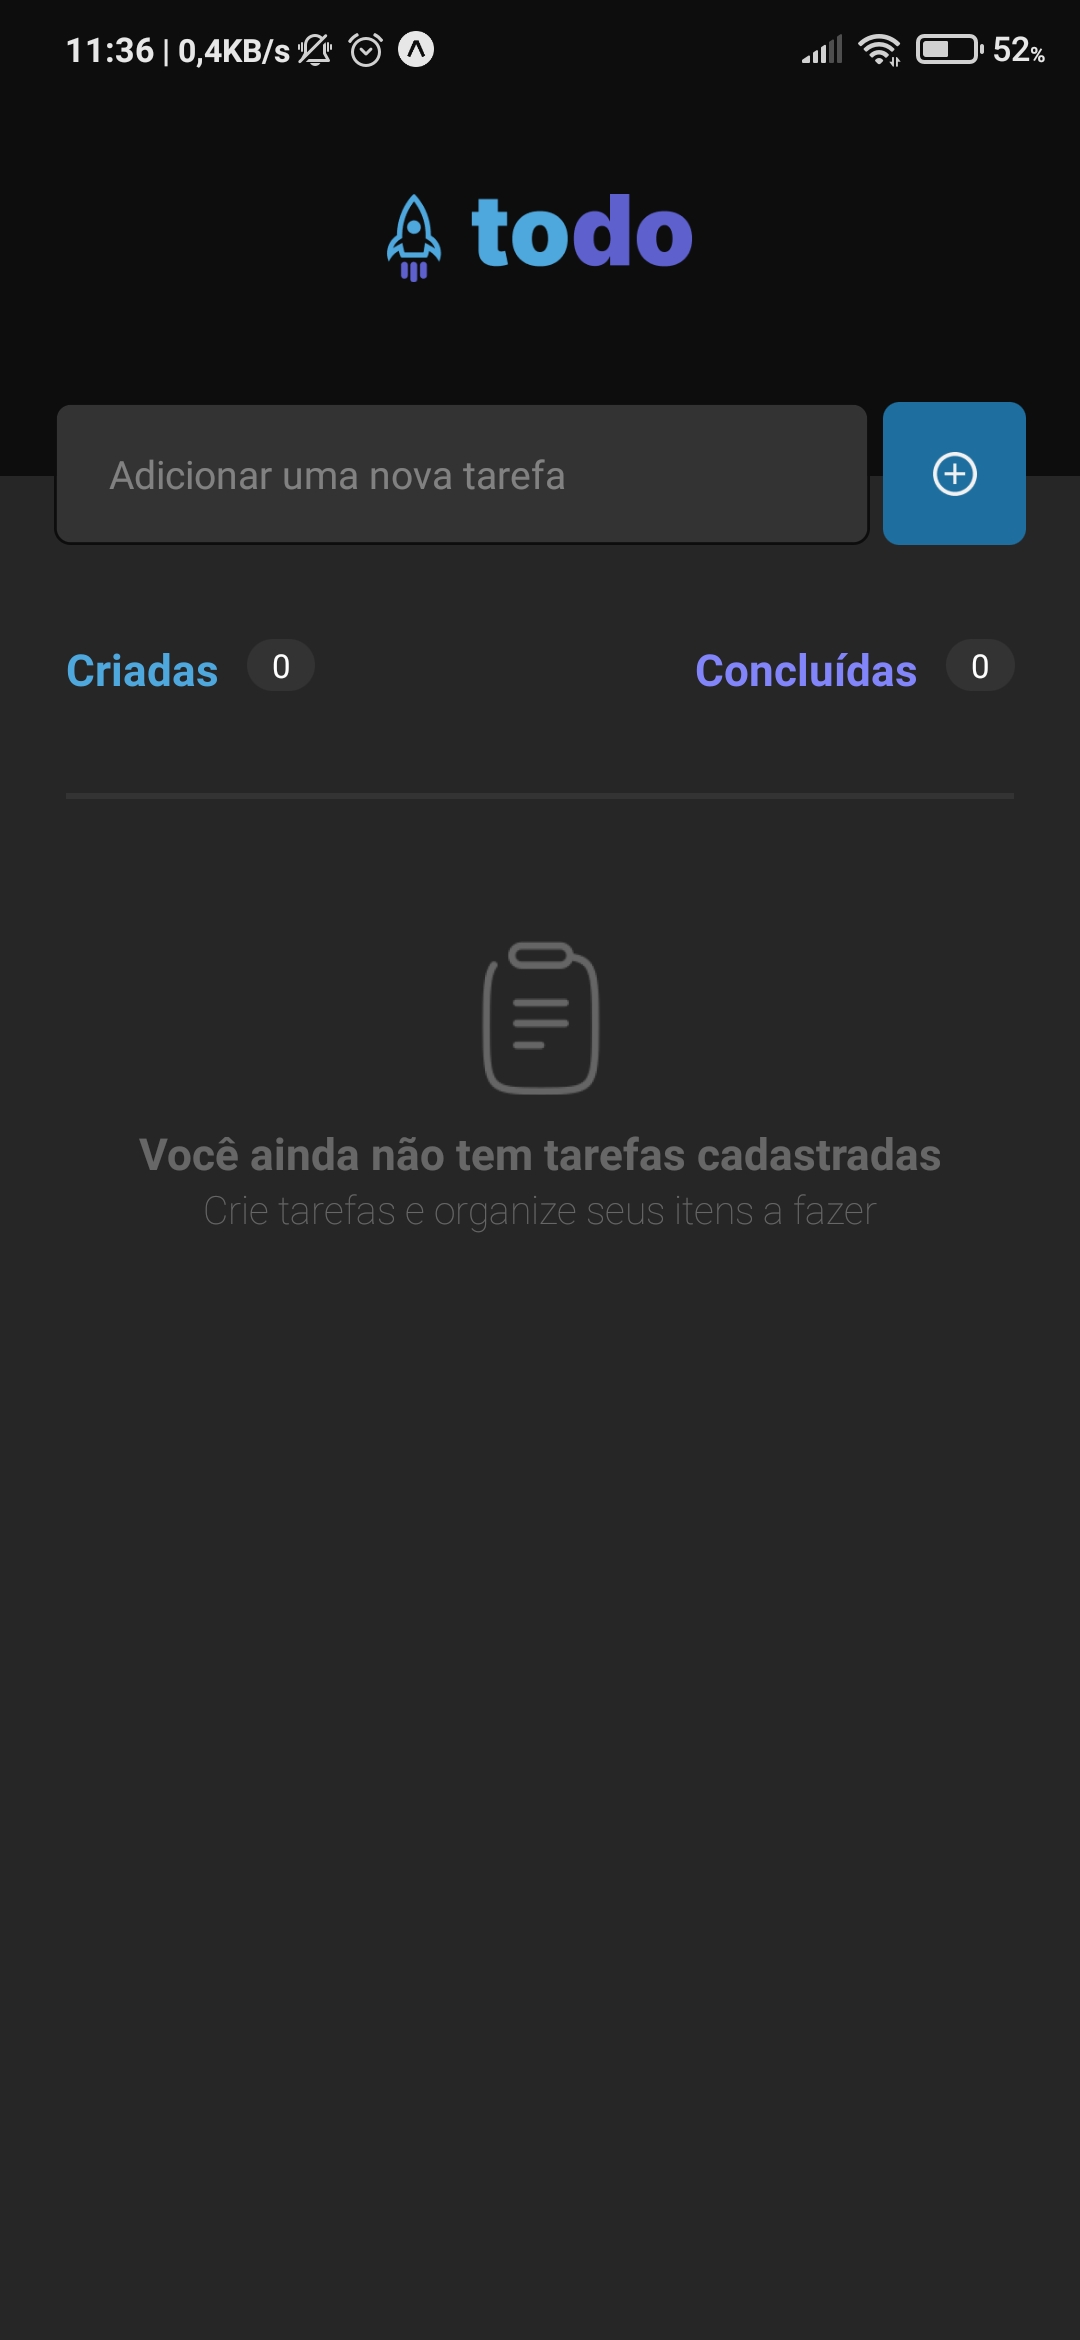 11:36 | 0,4KB/s 52%
todo
Adicionar uma nova tarefa
Criadas 0 Concluídas 0
Você ainda não tem tarefas cadastradas
Crie tarefas e organize seus itens a fazer